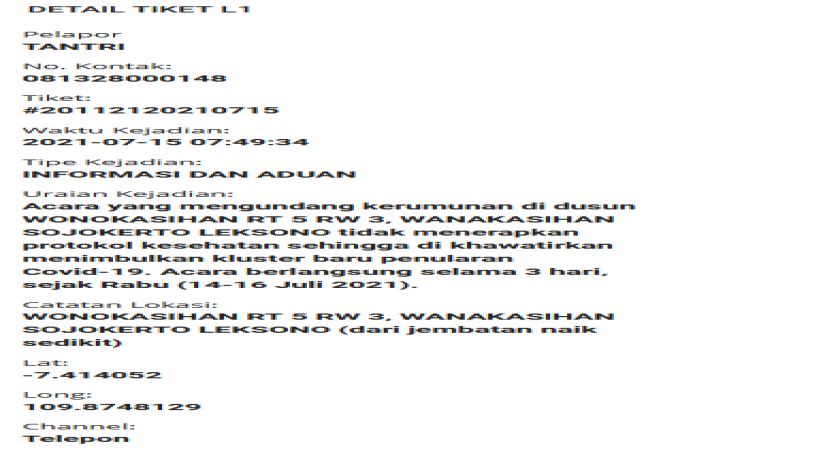 DETAIL TIKET L1
Pelapor
TANTRI
No. Kontak:
081328000148
Tiket:
#20112120210715
Waktu Kejadian:
2021-07-15 07:49:34
Tipe Kejadian:
INFORMASI DAN ADUAN
Uraian Kejadian:
Acara yang mengundang kerumunan di dusun
WONOKASIHAN RT 5 RW 3, WANAKASIHAN
SOJOKERTO LEKSONO tidak menerapkan
protokol kesehatan sehingga di khawatirkan
menimbulkan kluster baru penularan
Covid-19. Acara berlangsung selama 3 hari,
sejak Rabu (14-16 Juli 2021).
Catatan Lokasi:
WONOKASIHAN RT 5 RW 3, WANAKASIHAN
SOJOKERTO LEKSONO (dari jembatan naik
sedikit)
Lat:
-7.414052
Long:
109.8748129
Channel:
Telepon